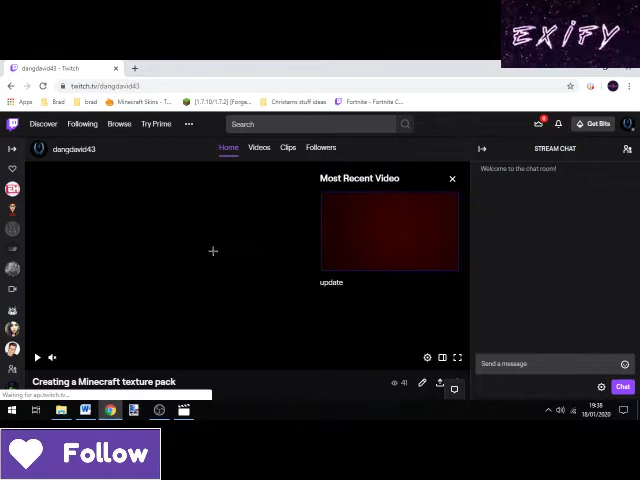 EXIFY
dangdavid43 - Twitch
twitch.tv/dangdavid43
Apps Brad brad Minecraft Skins - T... [1.7.10/1.7.2] [Forge... Christams stuff ideas Fortnite - Fortnite C...
Discover Following Browse Try Prime Search Get Bits
dangdavid43 Home Videos Clips Followers STREAM CHAT
Welcome to the chat room!
Most Recent Video
update
Send a message
Chat
Creating a Minecraft texture pack 41
Waiting for api.twitch.tv...
19:38
18/01/2020
Follow